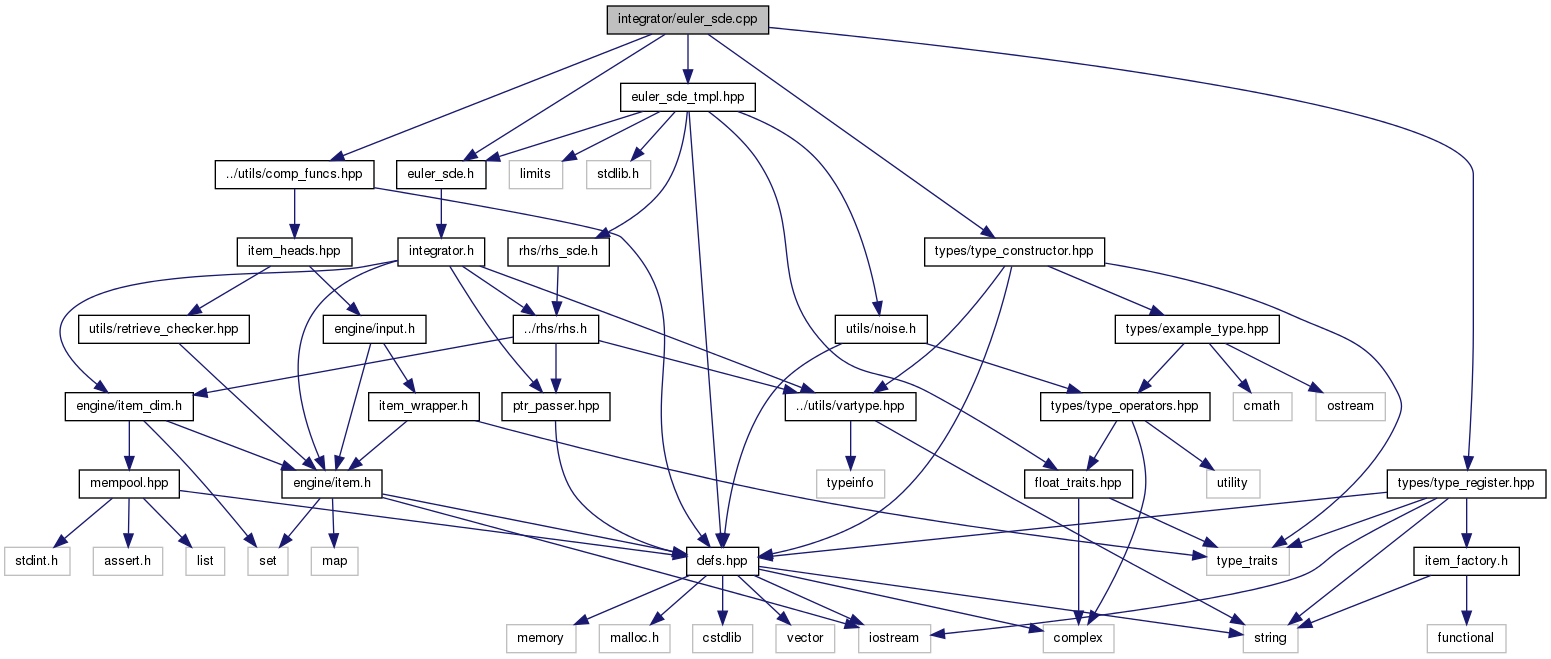 integrator/euler_sde.cpp
euler_sde_tmpl.hpp
../utils/comp_funcs.hpp
euler_sde.h
limits
stdlib.h
item_heads.hpp
integrator.h
rhs/rhs_sde.h
types/type_constructor.hpp
utils/retrieve_checker.hpp
engine/input.h
../rhs/rhs.h
utils/noise.h
types/example_type.hpp
engine/item_dim.h
item_wrapper.h
ptr_passer.hpp
../utils/vartype.hpp
types/type_operators.hpp
cmath
ostream
mempool.hpp
engine/item.h
typeinfo
float_traits.hpp
utility
types/type_register.hpp
stdint.h
assert.h
list
set
map
defs.hpp
type_traits
item_factory.h
memory
malloc.h
cstdlib
vector
iostream
complex
string
functional